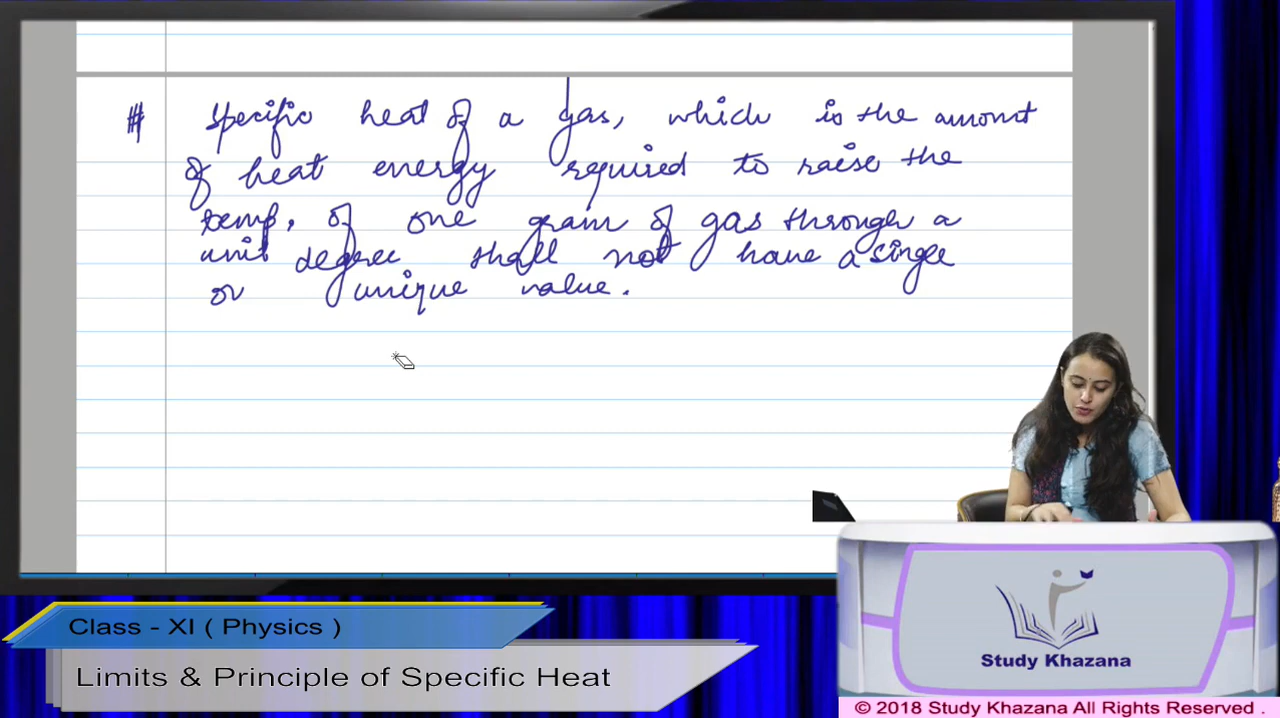 # Specific heat of a gas, which is the amount
of heat energy required to raise the
temp. of one gram of gas through a
unit degree shall not have a single
or unique value.
Study Khazana
Class - XI ( Physics )
Limits & Principle of Specific Heat
© 2018 Study Khazana All Rights Reserved .